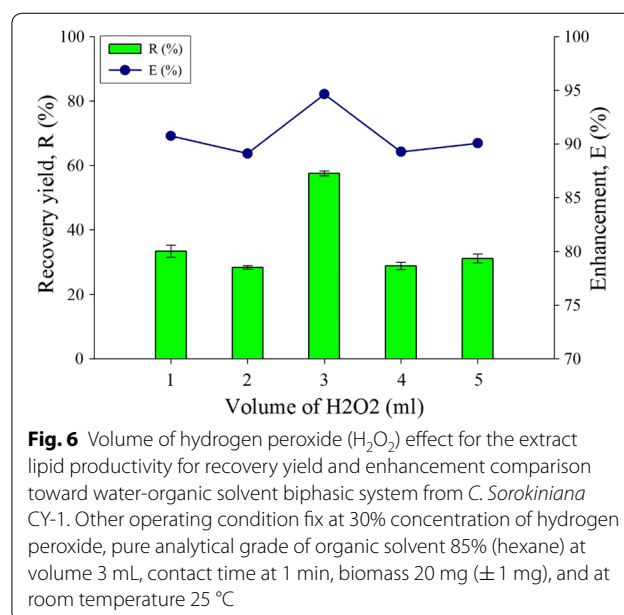 100
80
60
40
20
0
Recovery yield, R (%)
R (%)
E (%)
100
95
90
85
80
75
70
Enhancement, E (%)
1 2 3 4 5
Volume of H2O2 (ml)
Fig. 6 Volume of hydrogen peroxide (H₂O₂) effect for the extract
lipid productivity for recovery yield and enhancement comparison
toward water-organic solvent biphasic system from C. Sorokiniana
CY-1. Other operating condition fix at 30% concentration of hydrogen
peroxide, pure analytical grade of organic solvent 85% (hexane) at
volume 3 mL, contact time at 1 min, biomass 20 mg (± 1 mg), and at
room temperature 25 °C